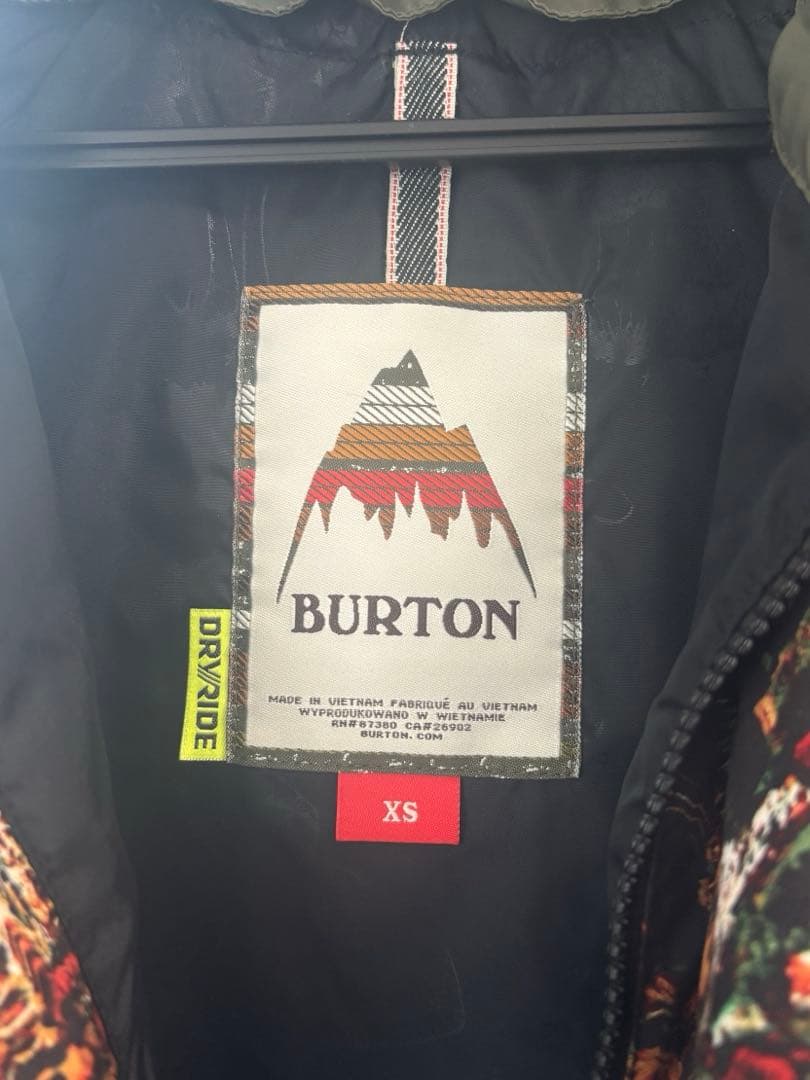 BURTON
DRY//RIDE
MADE IN VIETNAM FABRIQUÉ AU VIETNAM
WYPRODUKOWANO W WIETNAMIE
RN#87380 CA#26902
BURTON.COM
XS